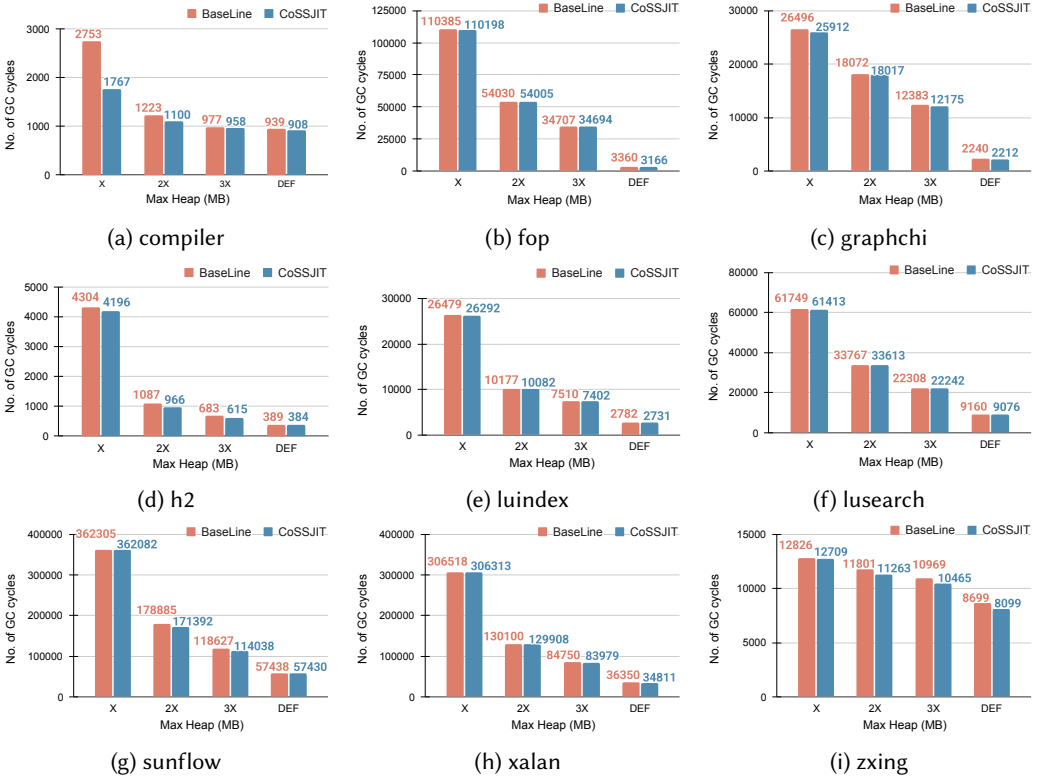 BaseLine CoSSJIT
No. of GC cycles
3000
2000
1000
0
2753
1767
1223
1100
977
958
939
908
X 2X 3X DEF
Max Heap (MB)
(a) compiler
BaseLine CoSSJIT
No. of GC cycles
125000
100000
75000
50000
25000
0
110385
110198
54030
54005
34707
34694
3360
3166
X 2X 3X DEF
Max Heap (MB)
(b) fop
BaseLine CoSSJIT
No. of GC cycles
30000
20000
10000
0
26496
25912
18072
18017
12383
12175
2240
2212
X 2X 3X DEF
Max Heap (MB)
(c) graphchi
BaseLine CoSSJIT
No. of GC cycles
5000
4000
3000
2000
1000
0
4304
4196
1087
966
683
615
389
384
X 2X 3X DEF
Max Heap (MB)
(d) h2
BaseLine CoSSJIT
No. of GC cycles
30000
20000
10000
0
26479
26292
10177
10082
7510
7402
2782
2731
X 2X 3X DEF
Max Heap (MB)
(e) luindex
BaseLine CoSSJIT
No. of GC cycles
80000
60000
40000
20000
0
61749
61413
33767
33613
22308
22242
9160
9076
X 2X 3X DEF
Max Heap (MB)
(f) lusearch
BaseLine CoSSJIT
No. of GC cycles
400000
300000
200000
100000
0
362305
362082
178885
171392
118627
114038
57438
57430
X 2X 3X DEF
Max Heap (MB)
(g) sunflow
BaseLine CoSSJIT
No. of GC cycles
400000
300000
200000
100000
0
306518
306313
130100
129908
84750
83979
36350
34811
X 2X 3X DEF
Max Heap (MB)
(h) xalan
BaseLine CoSSJIT
No. of GC cycles
15000
10000
5000
0
12826
12709
11801
11263
10969
10465
8699
8099
X 2X 3X DEF
Max Heap (MB)
(i) zxing